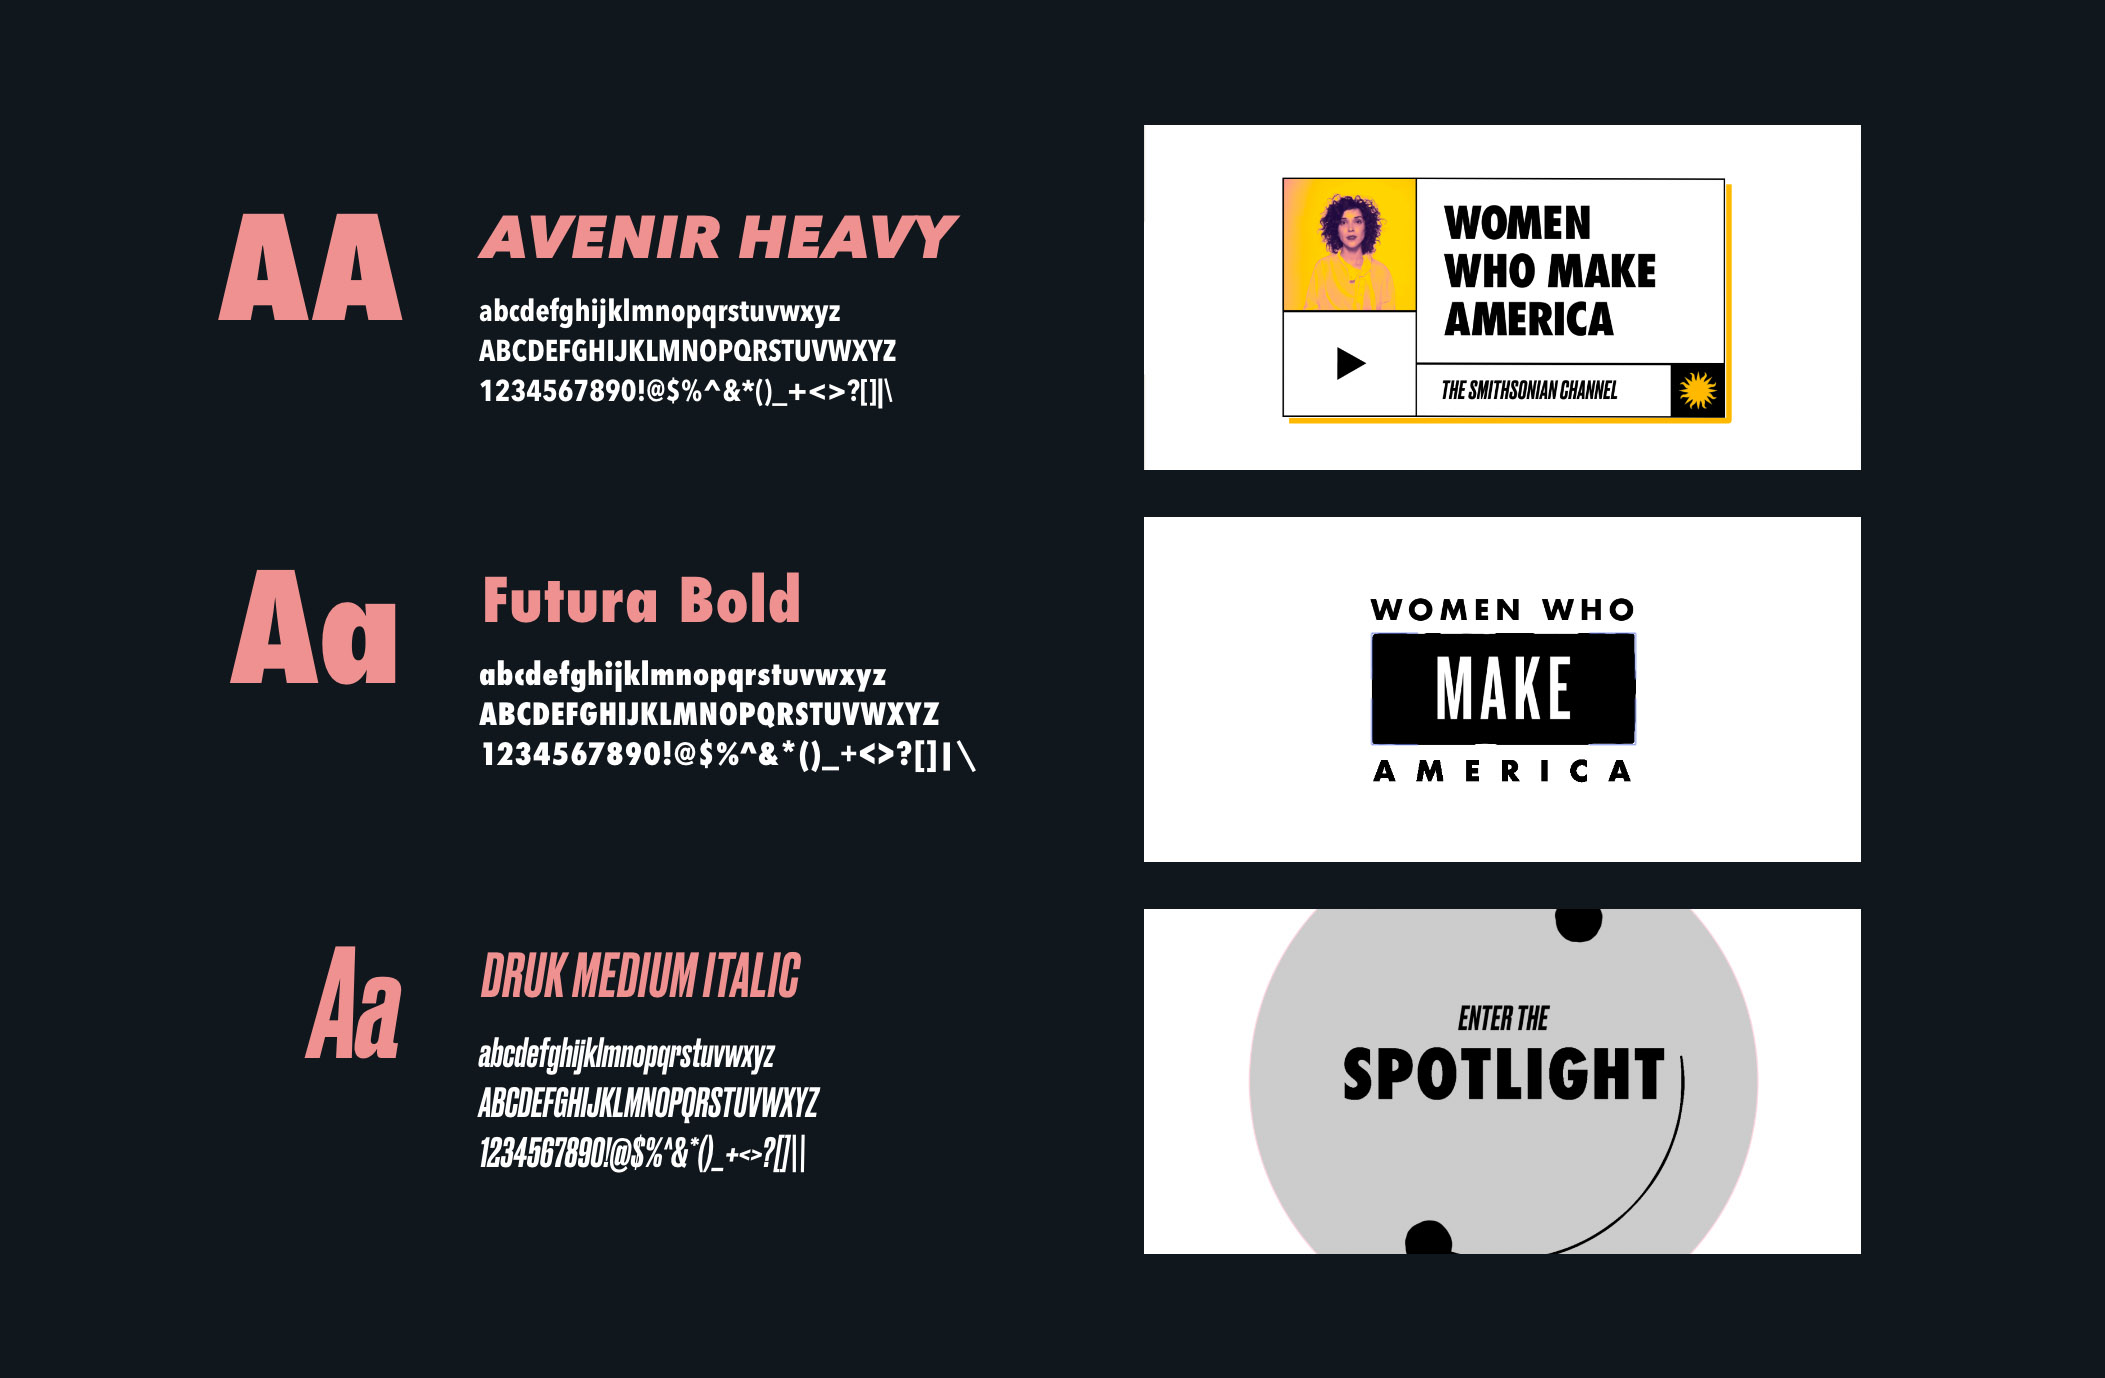 AA
AVENIR HEAVY
abcdefghijklmnopqrstuvwxyz
ABCDEFGHIJKLMNOPQRSTUVWXYZ
1234567890!@$%^&*()_+<>?[]|\
Aa
Futura Bold
abcdefghijklmnopqrstuvwxyz
ABCDEFGHIJKLMNOPQRSTUVWXYZ
1234567890!@$%^&*()_+<>?[]|\
Aa
DRUK MEDIUM ITALIC
abcdefghijklmnopqrstuvwxyz
ABCDEFGHIJKLMNOPQRSTUVWXYZ
1234567890!@$%^&*()_+<>?[]||
WOMEN
WHO MAKE
AMERICA
THE SMITHSONIAN CHANNEL
WOMEN WHO
MAKE
AMERICA
ENTER THE
SPOTLIGHT